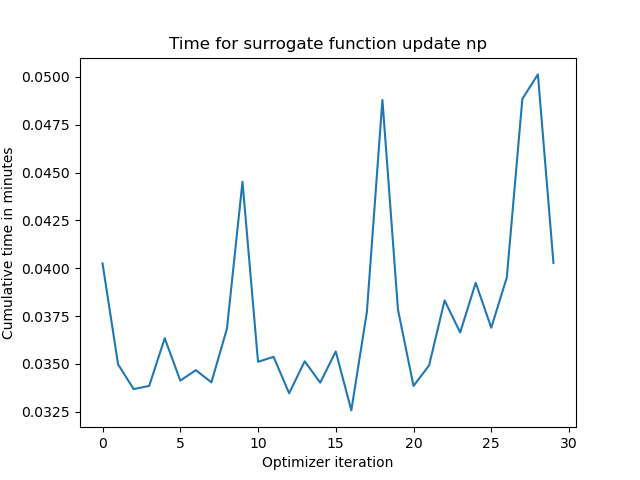 Time for surrogate function update np
Cumulative time in minutes
0.0500
0.0475
0.0450
0.0425
0.0400
0.0375
0.0350
0.0325
0 5 10 15 20 25 30
Optimizer iteration